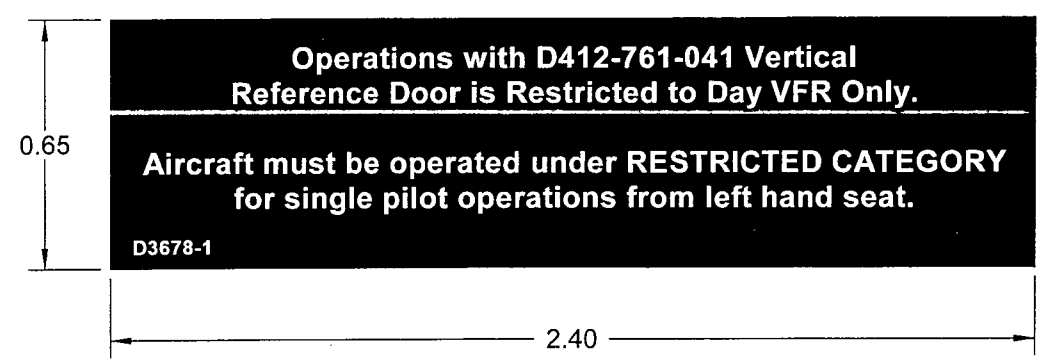 Operations with D412-761-041 Vertical
Reference Door is Restricted to Day VFR Only.
0.65
Aircraft must be operated under RESTRICTED CATEGORY
for single pilot operations from left hand seat.
D3678-1
2.40